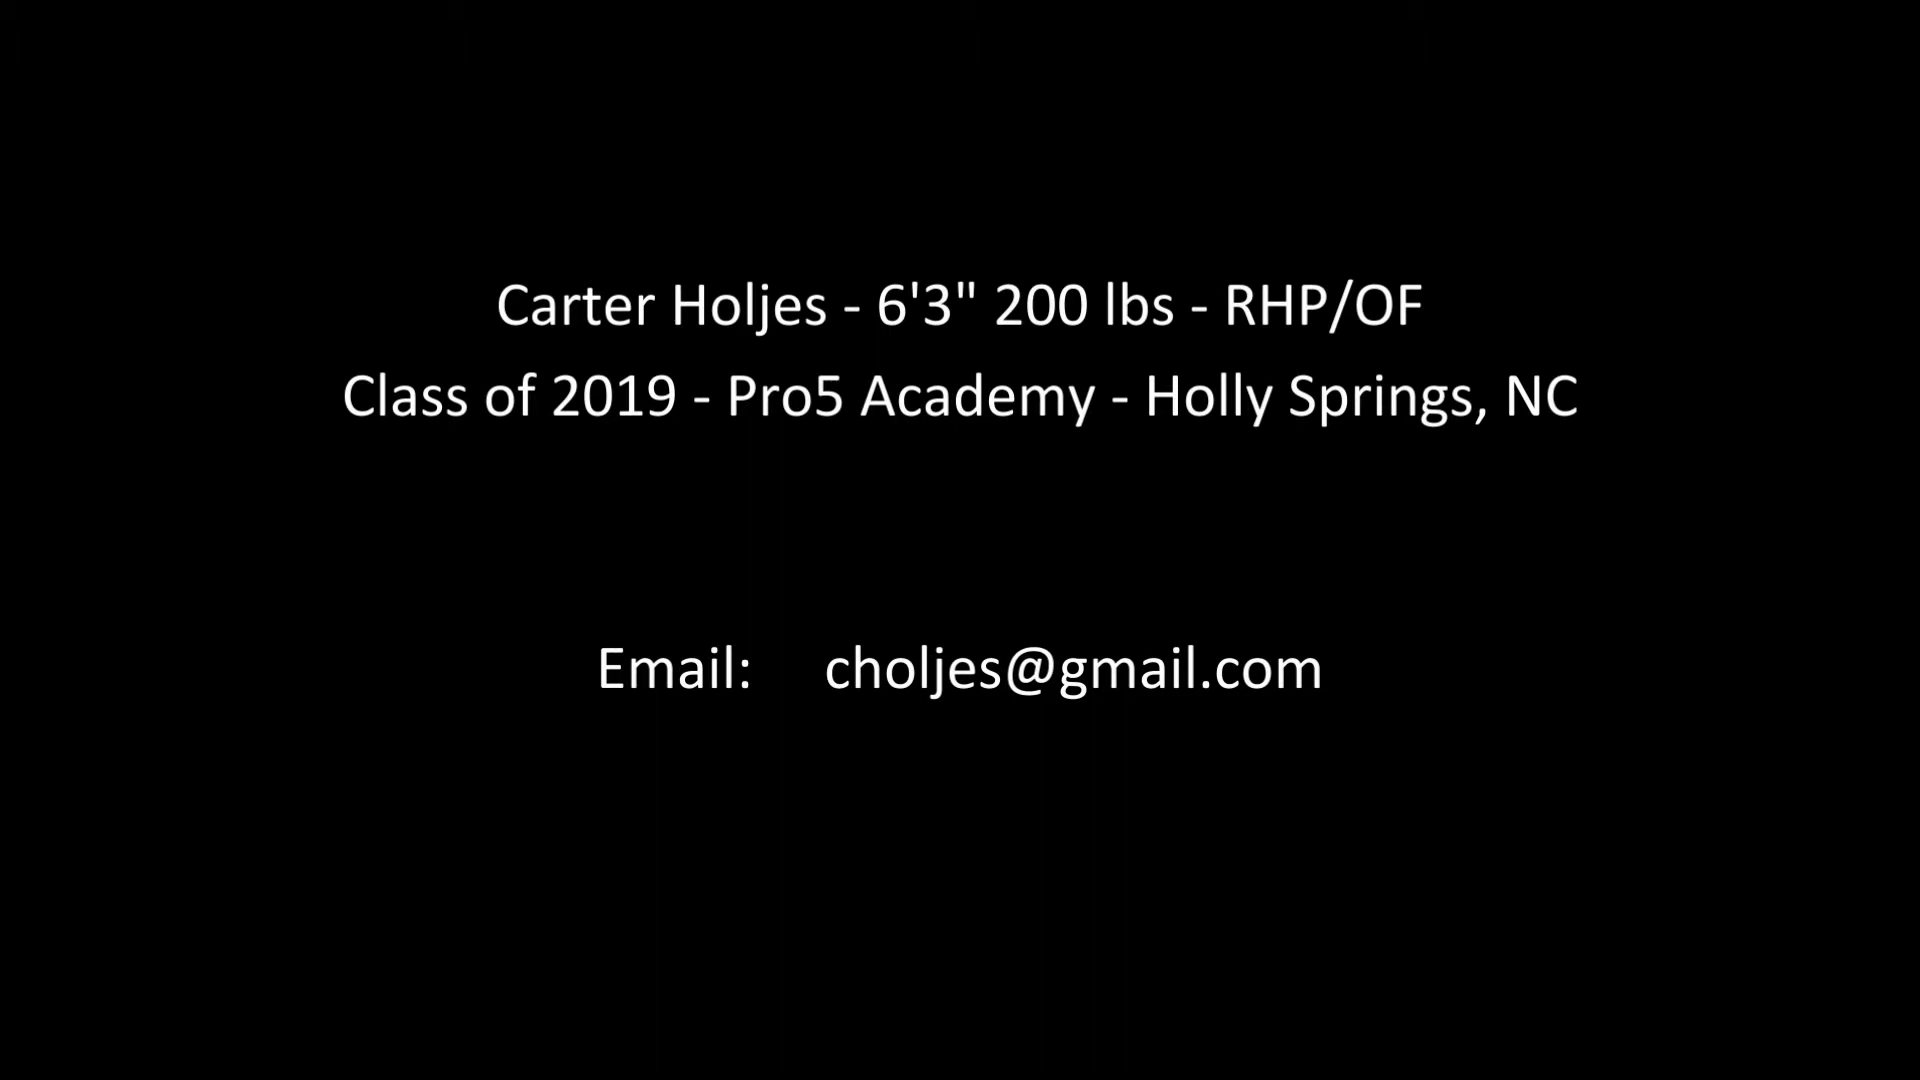 Carter Holjes - 6'3" 200 lbs - RHP/OF
Class of 2019 - Pro5 Academy - Holly Springs, NC
Email: choljes@gmail.com